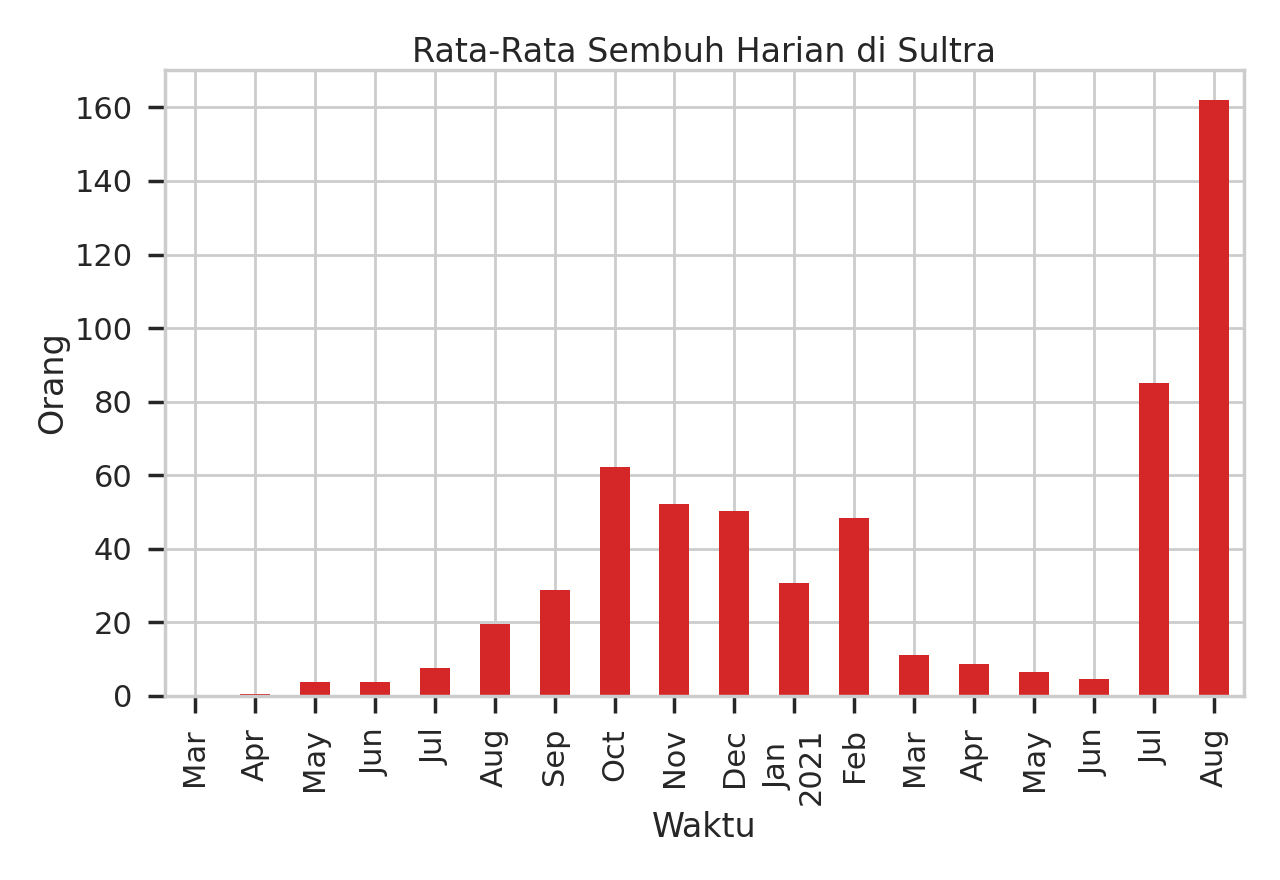 Rata-Rata Sembuh Harian di Sultra
Orang
160
140
120
100
80
60
40
20
0
Mar
Apr
May
Jun
Jul
Aug
Sep
Oct
Nov
Dec
Jan
2021
Feb
Mar
Apr
May
Jun
Jul
Aug
Waktu